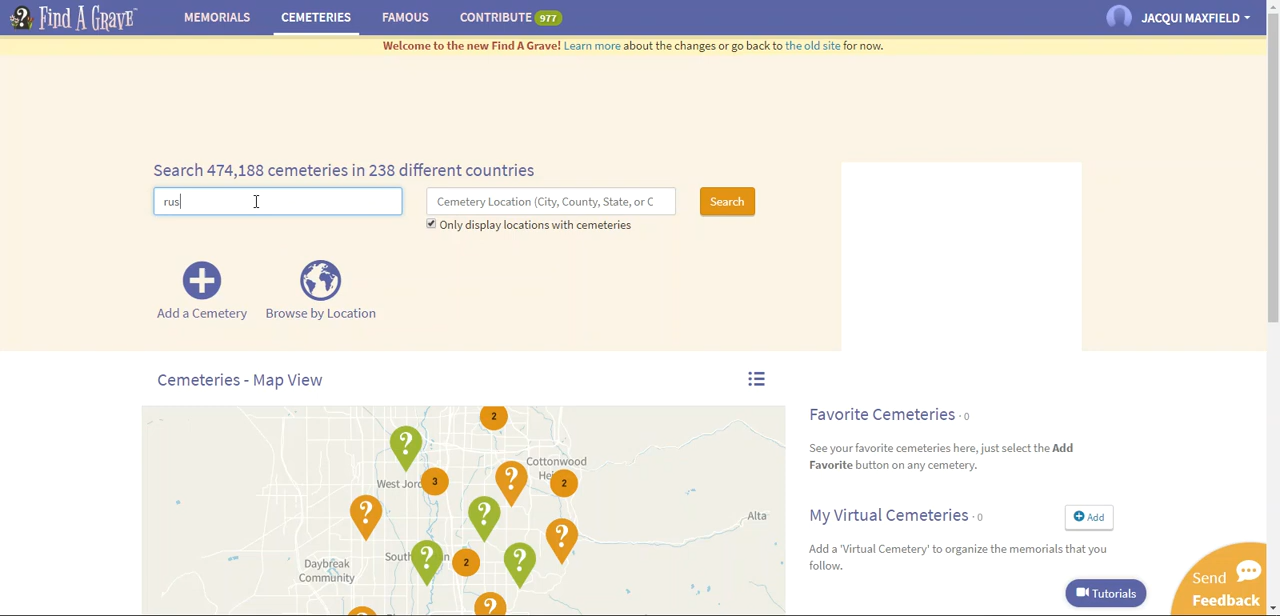 Find A Grave
MEMORIALS
CEMETERIES
FAMOUS
CONTRIBUTE 977
JACQUI MAXFIELD
Welcome to the new Find A Grave! Learn more about the changes or go back to the old site for now.
Search 474,188 cemeteries in 238 different countries
rus
Cemetery Location (City, County, State, or C
Search
Only display locations with cemeteries
Add a Cemetery
Browse by Location
Cemeteries - Map View
2
Cottonwood
West Jor
3
2
Alta
2
Daybreak
Community
Favorite Cemeteries · 0
See your favorite cemeteries here, just select the Add
Favorite button on any cemetery.
My Virtual Cemeteries · 0
Add
Add a 'Virtual Cemetery' to organize the memorials that you
follow.
Tutorials
Send
Feedback